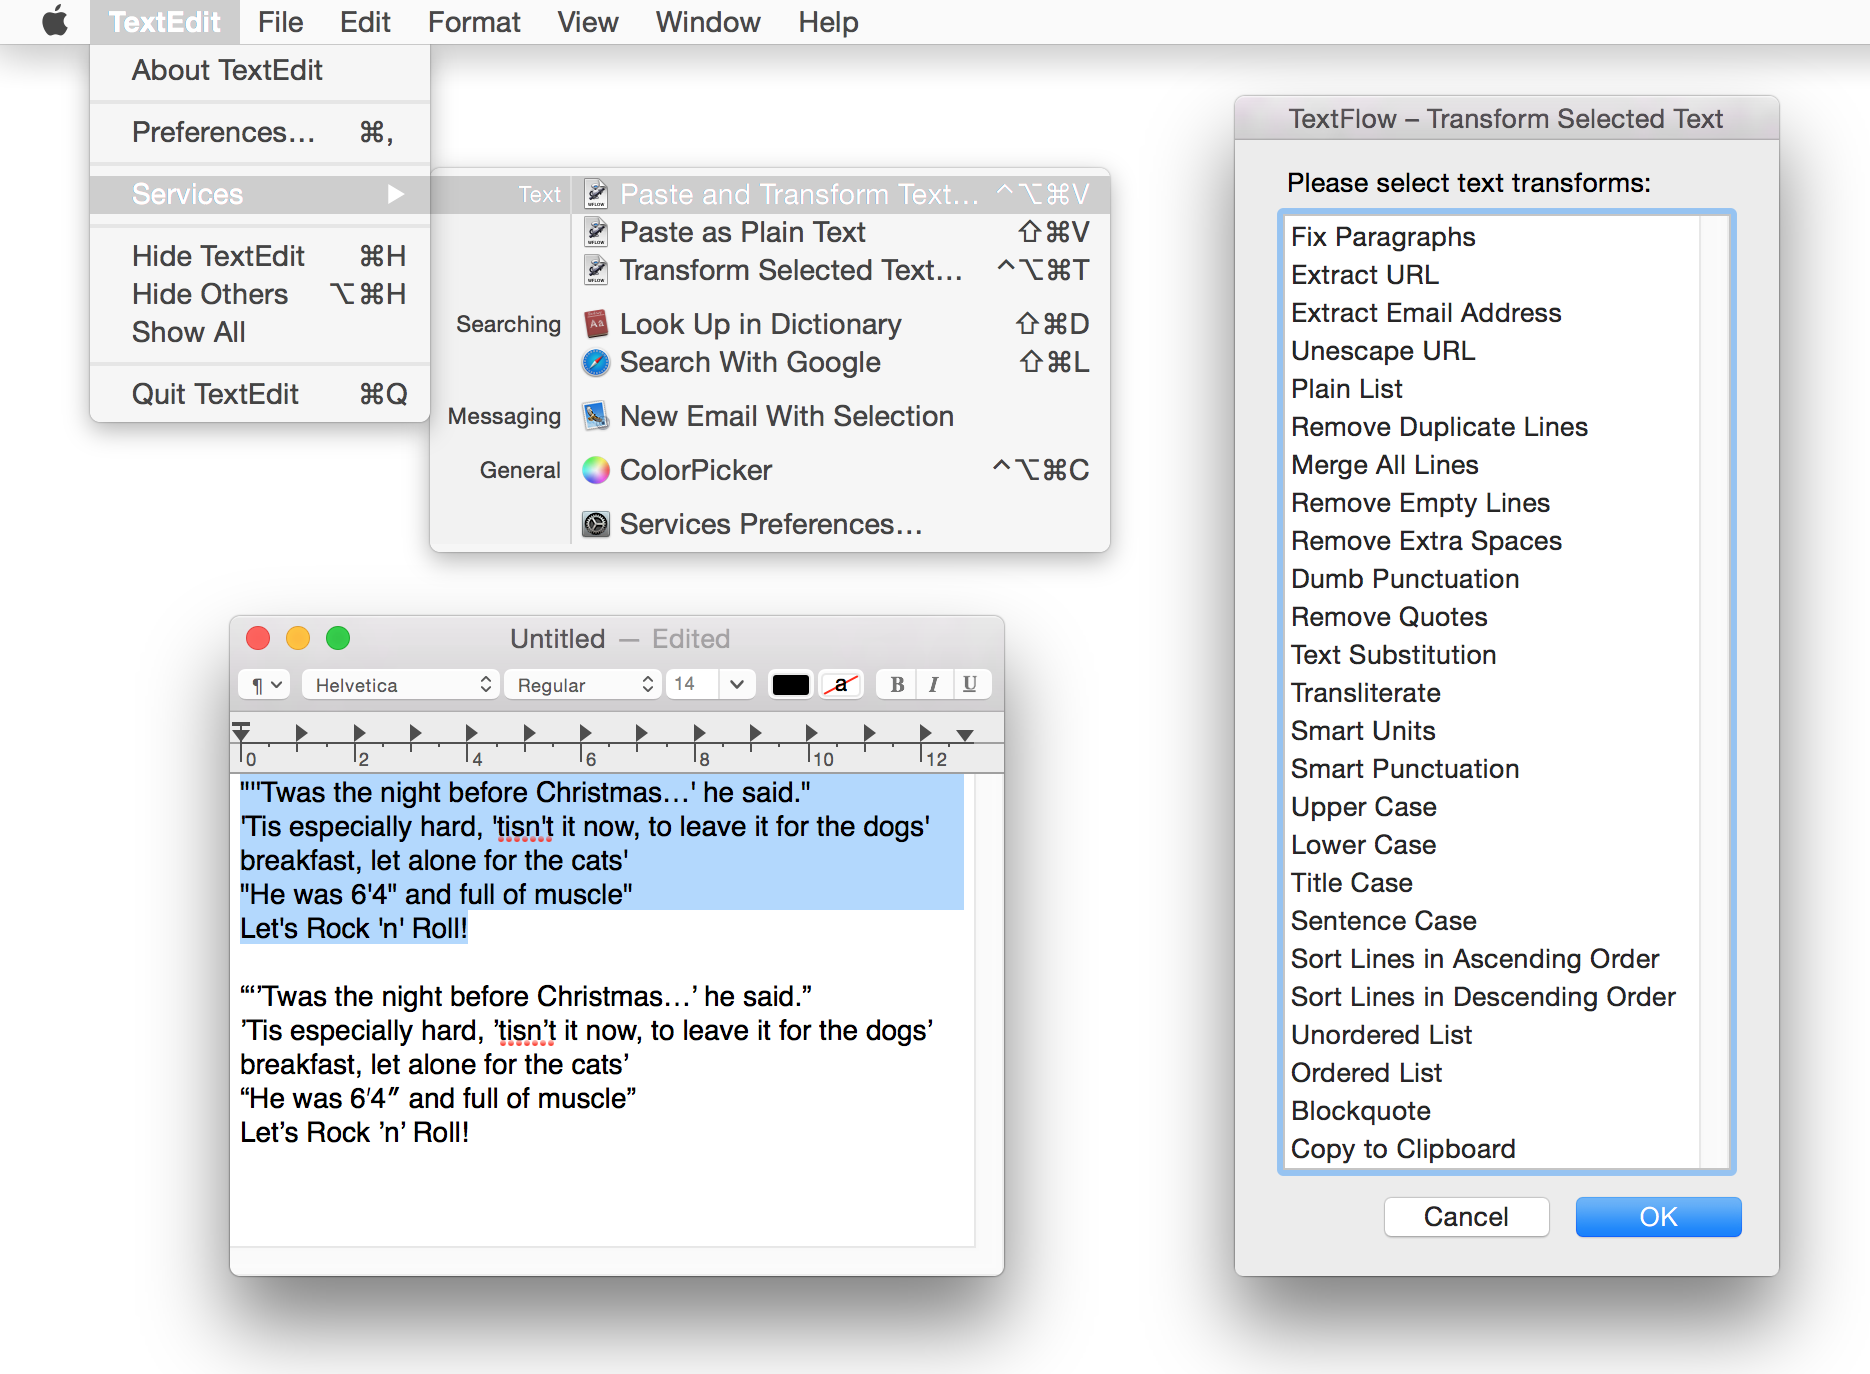 TextEdit File Edit Format View Window Help
About TextEdit
Preferences… ⌘,
Services ▶
Hide TextEdit ⌘H
Hide Others ⌥⌘H
Show All
Quit TextEdit ⌘Q
Text Paste and Transform Text… ^⌥⌘V
Paste as Plain Text ⇧⌘V
Transform Selected Text… ^⌥⌘T
Searching Look Up in Dictionary ⇧⌘D
Search With Google ⇧⌘L
Messaging New Email With Selection
General ColorPicker ^⌥⌘C
Services Preferences…
Untitled — Edited
¶ Helvetica Regular 14 a B I U
0 2 4 6 8 10 12
"'"Twas the night before Christmas…' he said."
'Tis especially hard, 'tisn't it now, to leave it for the dogs'
breakfast, let alone for the cats'
"He was 6'4" and full of muscle"
Let's Rock 'n' Roll!
“‘’Twas the night before Christmas…’ he said.”
’Tis especially hard, ’tisn’t it now, to leave it for the dogs’
breakfast, let alone for the cats’
“He was 6′4″ and full of muscle”
Let’s Rock ’n’ Roll!
TextFlow – Transform Selected Text
Please select text transforms:
Fix Paragraphs
Extract URL
Extract Email Address
Unescape URL
Plain List
Remove Duplicate Lines
Merge All Lines
Remove Empty Lines
Remove Extra Spaces
Dumb Punctuation
Remove Quotes
Text Substitution
Transliterate
Smart Units
Smart Punctuation
Upper Case
Lower Case
Title Case
Sentence Case
Sort Lines in Ascending Order
Sort Lines in Descending Order
Unordered List
Ordered List
Blockquote
Copy to Clipboard
Cancel OK